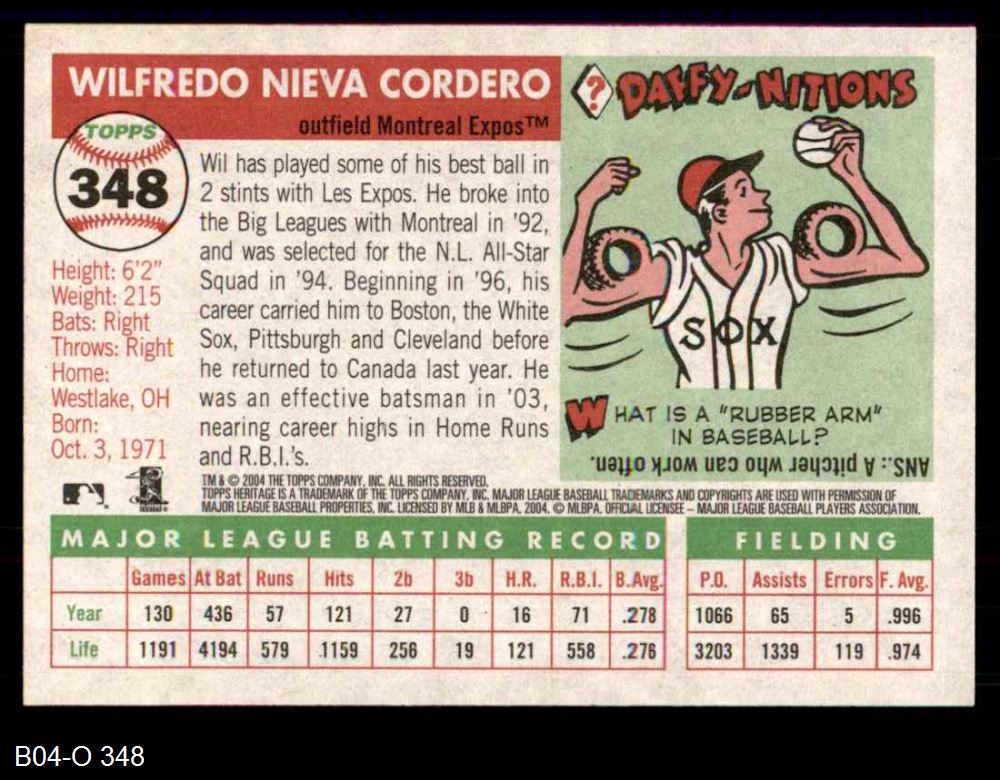 WILFREDO NIEVA CORDERO
outfield Montreal Expos™
TOPPS
348
Height: 6'2"
Weight: 215
Bats: Right
Throws: Right
Home:
Westlake, OH
Born:
Oct. 3, 1971
Wil has played some of his best ball in
2 stints with Les Expos. He broke into
the Big Leagues with Montreal in '92,
and was selected for the N.L. All-Star
Squad in '94. Beginning in '96, his
career carried him to Boston, the White
Sox, Pittsburgh and Cleveland before
he returned to Canada last year. He
was an effective batsman in '03,
nearing career highs in Home Runs
and R.B.I.'s.
? DAFFY-NITIONS
SOX
WHAT IS A "RUBBER ARM"
IN BASEBALL?
ANS.: A pitcher who can work often.
TM & © 2004 THE TOPPS COMPANY, INC. ALL RIGHTS RESERVED.
TOPPS HERITAGE IS A TRADEMARK OF THE TOPPS COMPANY, INC. MAJOR LEAGUE BASEBALL TRADEMARKS AND COPYRIGHTS ARE USED WITH PERMISSION OF
MAJOR LEAGUE BASEBALL PROPERTIES, INC. LICENSED BY MLB & MLBPA, 2004. © MLBPA. OFFICIAL LICENSEE – MAJOR LEAGUE BASEBALL PLAYERS ASSOCIATION.
MAJOR LEAGUE BATTING RECORD
Games At Bat Runs Hits 2b 3b H.R. R.B.I. B.Avg.
Year 130 436 57 121 27 0 16 71 .278
Life 1191 4194 579 1159 256 19 121 558 .276
FIELDING
P.O. Assists Errors F. Avg.
1066 65 5 .996
3203 1339 119 .974
B04-O 348